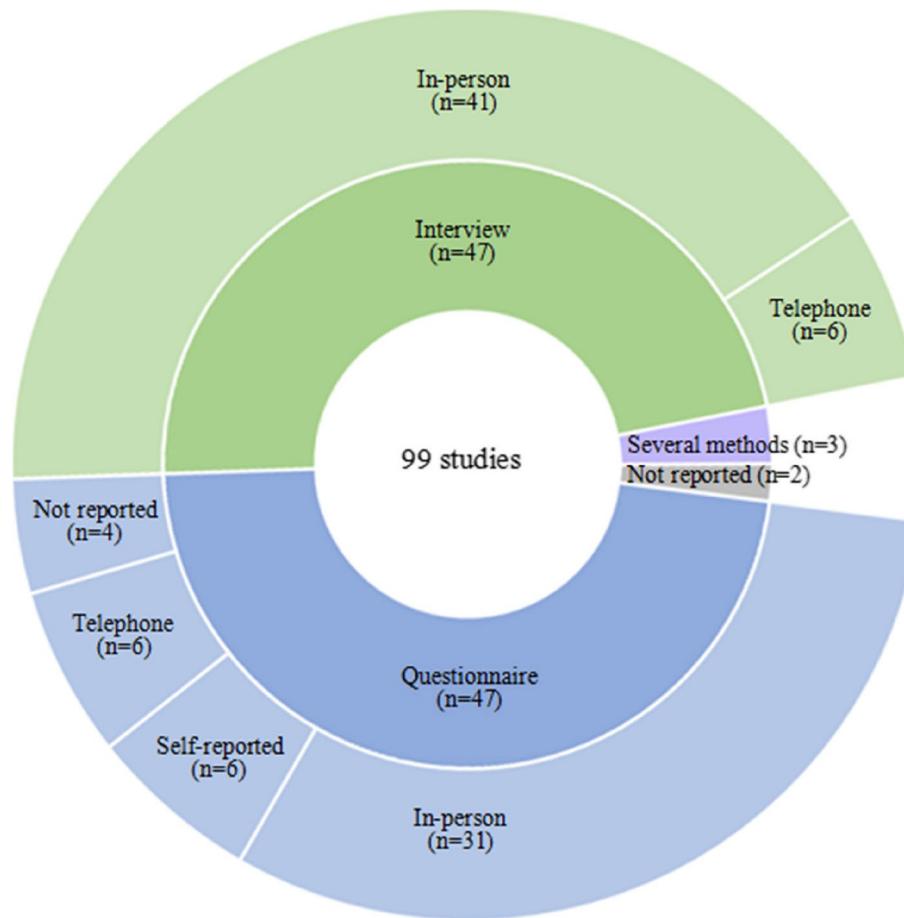 In-person
(n=41)
Interview
(n=47)
Telephone
(n=6)
99 studies
Several methods (n=3)
Not reported (n=2)
Not reported
(n=4)
Telephone
(n=6)
Self-reported
(n=6)
Questionnaire
(n=47)
In-person
(n=31)